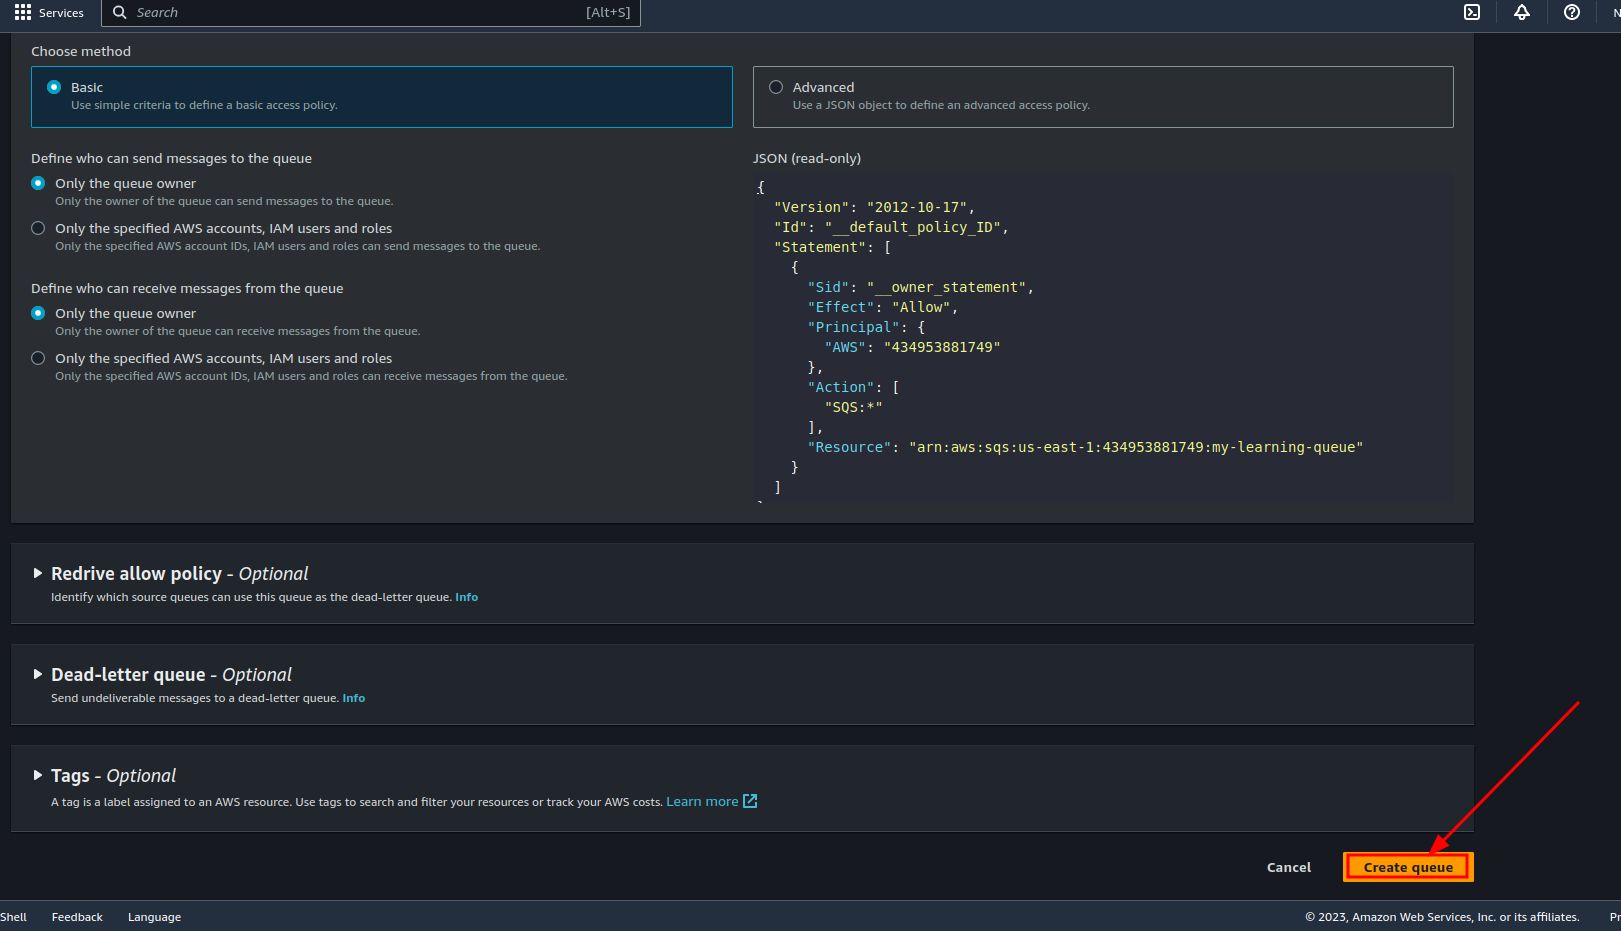 Services
Search [Alt+S]
Choose method
Basic
Use simple criteria to define a basic access policy.
Advanced
Use a JSON object to define an advanced access policy.
Define who can send messages to the queue
Only the queue owner
Only the owner of the queue can send messages to the queue.
Only the specified AWS accounts, IAM users and roles
Only the specified AWS account IDs, IAM users and roles can send messages to the queue.
Define who can receive messages from the queue
Only the queue owner
Only the owner of the queue can receive messages from the queue.
Only the specified AWS accounts, IAM users and roles
Only the specified AWS account IDs, IAM users and roles can receive messages from the queue.
JSON (read-only)
{
"Version": "2012-10-17",
"Id": "__default_policy_ID",
"Statement": [
{
"Sid": "__owner_statement",
"Effect": "Allow",
"Principal": {
"AWS": "434953881749"
},
"Action": [
"SQS:*"
],
"Resource": "arn:aws:sqs:us-east-1:434953881749:my-learning-queue"
}
]
Redrive allow policy - Optional
Identify which source queues can use this queue as the dead-letter queue. Info
Dead-letter queue - Optional
Send undeliverable messages to a dead-letter queue. Info
Tags - Optional
A tag is a label assigned to an AWS resource. Use tags to search and filter your resources or track your AWS costs. Learn more
Cancel
Create queue
Shell
Feedback
Language
© 2023, Amazon Web Services, Inc. or its affiliates.